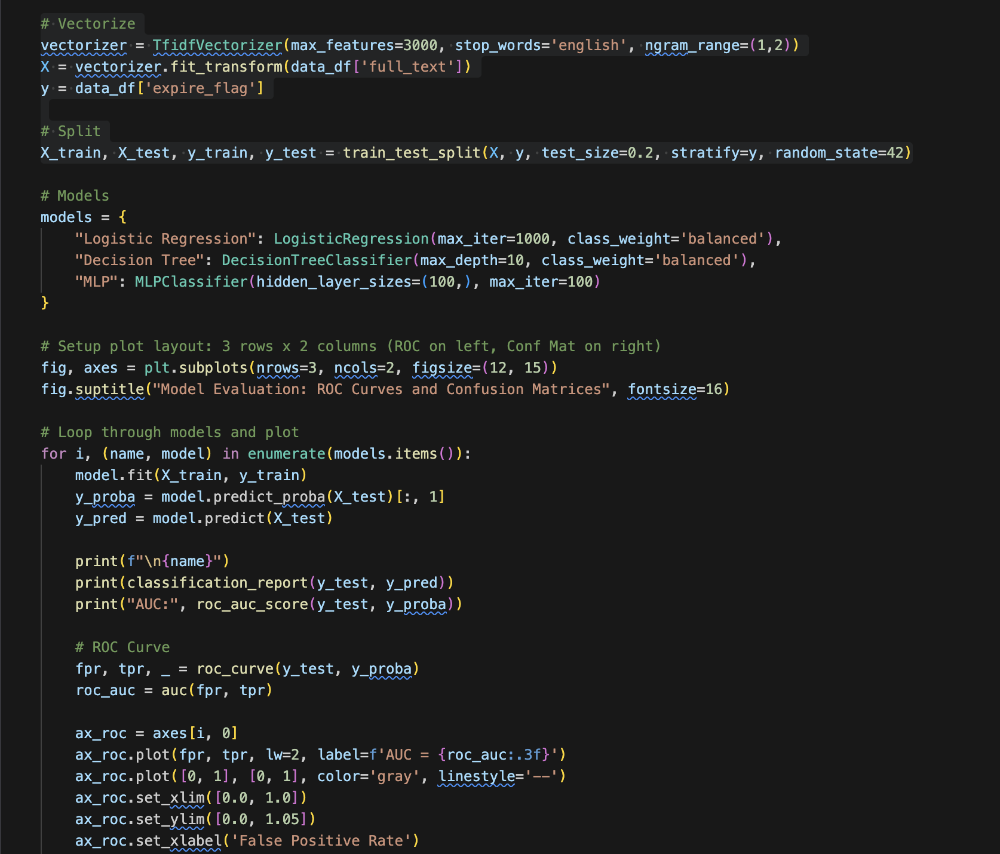 # Vectorize
vectorizer = TfidfVectorizer(max_features=3000, stop_words='english', ngram_range=(1,2))
X = vectorizer.fit_transform(data_df['full_text'])
y = data_df['expire_flag']

# Split
X_train, X_test, y_train, y_test = train_test_split(X, y, test_size=0.2, stratify=y, random_state=42)

# Models
models = {
    "Logistic Regression": LogisticRegression(max_iter=1000, class_weight='balanced'),
    "Decision Tree": DecisionTreeClassifier(max_depth=10, class_weight='balanced'),
    "MLP": MLPClassifier(hidden_layer_sizes=(100,), max_iter=100)
}

# Setup plot layout: 3 rows x 2 columns (ROC on left, Conf Mat on right)
fig, axes = plt.subplots(nrows=3, ncols=2, figsize=(12, 15))
fig.suptitle("Model Evaluation: ROC Curves and Confusion Matrices", fontsize=16)

# Loop through models and plot
for i, (name, model) in enumerate(models.items()):
    model.fit(X_train, y_train)
    y_proba = model.predict_proba(X_test)[:, 1]
    y_pred = model.predict(X_test)

    print(f"\n{name}")
    print(classification_report(y_test, y_pred))
    print("AUC:", roc_auc_score(y_test, y_proba))

    # ROC Curve
    fpr, tpr, _ = roc_curve(y_test, y_proba)
    roc_auc = auc(fpr, tpr)

    ax_roc = axes[i, 0]
    ax_roc.plot(fpr, tpr, lw=2, label=f'AUC = {roc_auc:.3f}')
    ax_roc.plot([0, 1], [0, 1], color='gray', linestyle='--')
    ax_roc.set_xlim([0.0, 1.0])
    ax_roc.set_ylim([0.0, 1.05])
    ax_roc.set_xlabel('False Positive Rate')